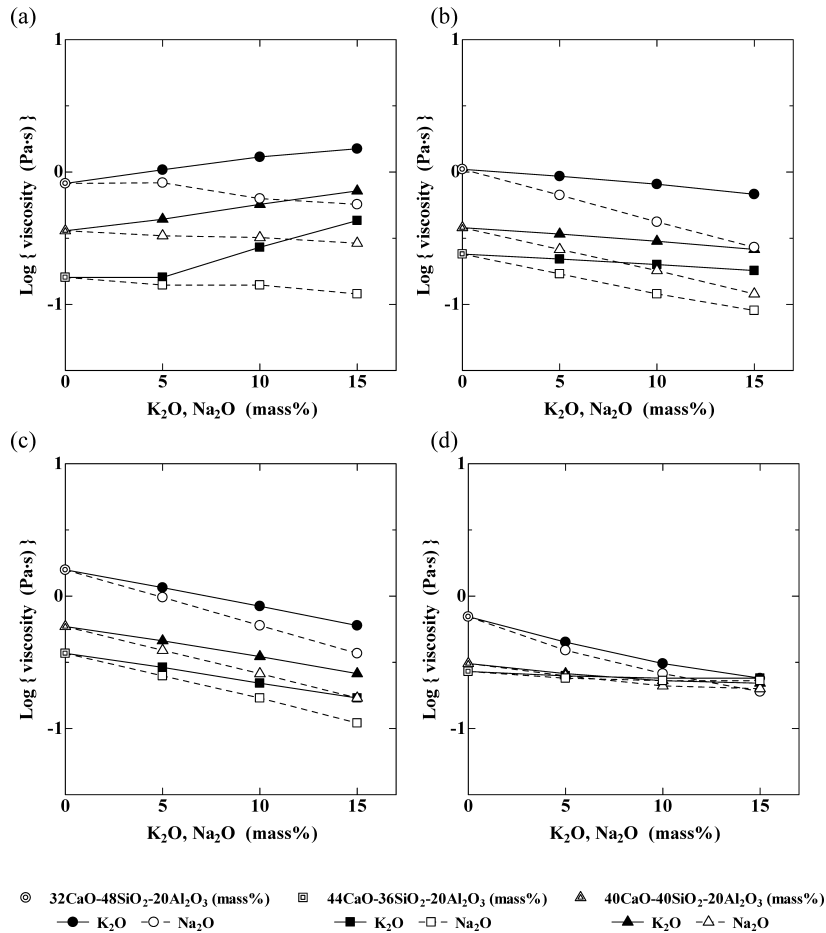 (a)
1
0
-1
Log { viscosity (Pa·s) }
0 5 10 15
K₂O, Na₂O (mass%)
(b)
1
0
-1
Log { viscosity (Pa·s) }
0 5 10 15
K₂O, Na₂O (mass%)
(c)
1
0
-1
Log { viscosity (Pa·s) }
0 5 10 15
K₂O, Na₂O (mass%)
(d)
1
0
-1
Log { viscosity (Pa·s) }
0 5 10 15
K₂O, Na₂O (mass%)
32CaO-48SiO₂-20Al₂O₃ (mass%) 44CaO-36SiO₂-20Al₂O₃ (mass%) 40CaO-40SiO₂-20Al₂O₃ (mass%)
K₂O Na₂O K₂O Na₂O K₂O Na₂O